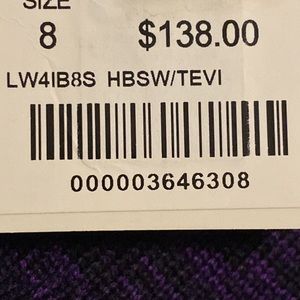 SIZE
8 $138.00
LW4IB8S HBSW/TEVI
000003646308